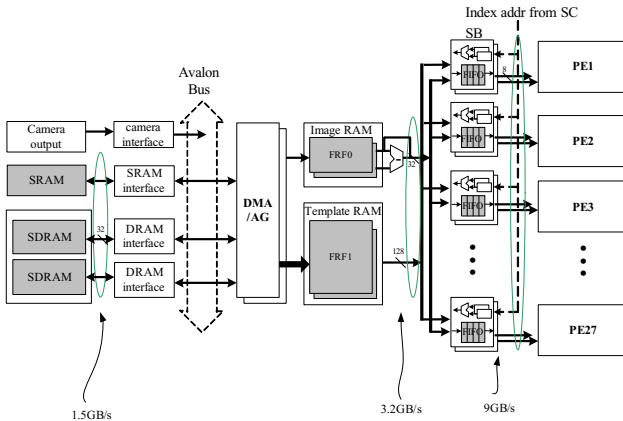 Index addr from SC
SB
Avalon
Bus
Camera
output
camera
interface
SRAM
SRAM
interface
SDRAM
32
DRAM
interface
SDRAM
DRAM
interface
DMA
/AG
Image RAM
FRF0
32
Template RAM
FRF1
128
FIFO
PE1
FIFO
PE2
FIFO
PE3
FIFO
PE27
1.5GB/s
3.2GB/s
9GB/s